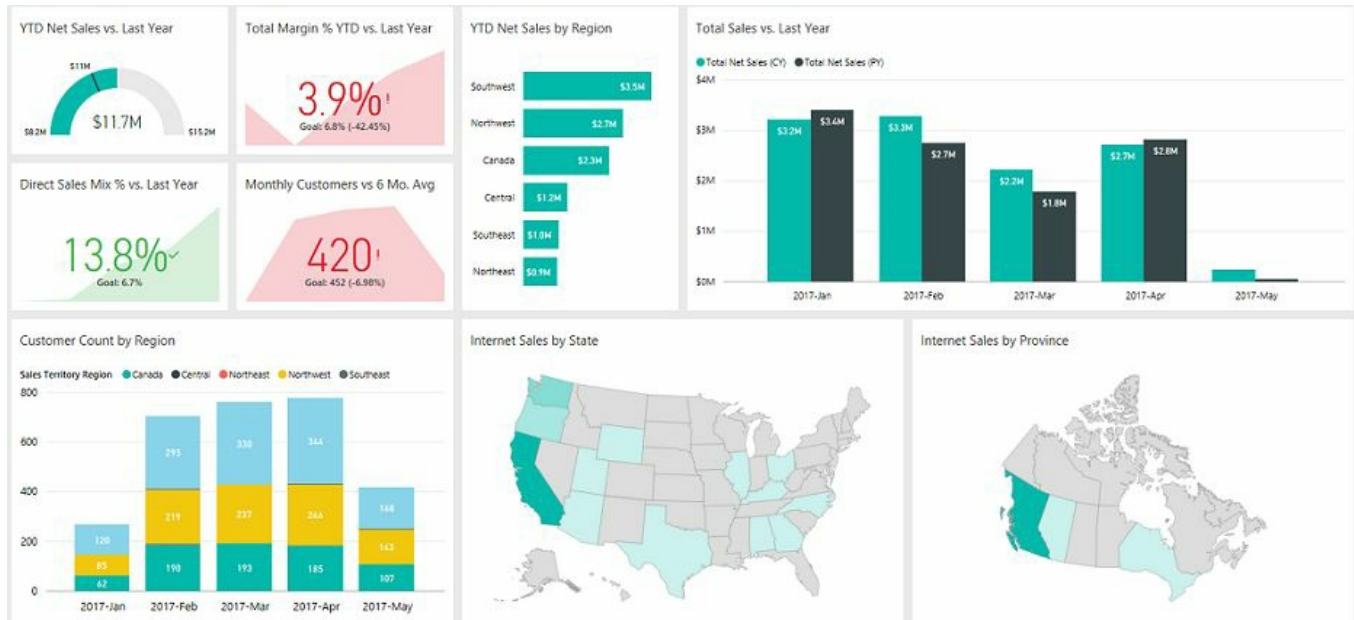 YTD Net Sales vs. Last Year
$11M
$8.2M
$11.7M
$15.2M
Total Margin % YTD vs. Last Year
3.9%!
Goal: 6.8% (-42.45%)
Direct Sales Mix % vs. Last Year
13.8%
Goal: 6.7%
Monthly Customers vs 6 Mo. Avg
420!
Goal: 452 (-6.98%)
YTD Net Sales by Region
Southwest $3.5M
Northwest $2.7M
Canada $2.3M
Central $1.2M
Southeast $1.0M
Northeast $0.9M
Total Sales vs. Last Year
Total Net Sales (CY) Total Net Sales (PY)
$4M
$3M
$2M
$1M
$0M
$3.2M $3.4M $3.3M $2.7M $2.2M $1.8M $2.7M $2.8M
2017-Jan 2017-Feb 2017-Mar 2017-Apr 2017-May
Customer Count by Region
Sales Territory Region Canada Central Northeast Northwest Southeast
800
600
400
200
0
120 295 330 344 168
85 219 237 246 143
62 190 193 185 107
2017-Jan 2017-Feb 2017-Mar 2017-Apr 2017-May
Internet Sales by State
Internet Sales by Province